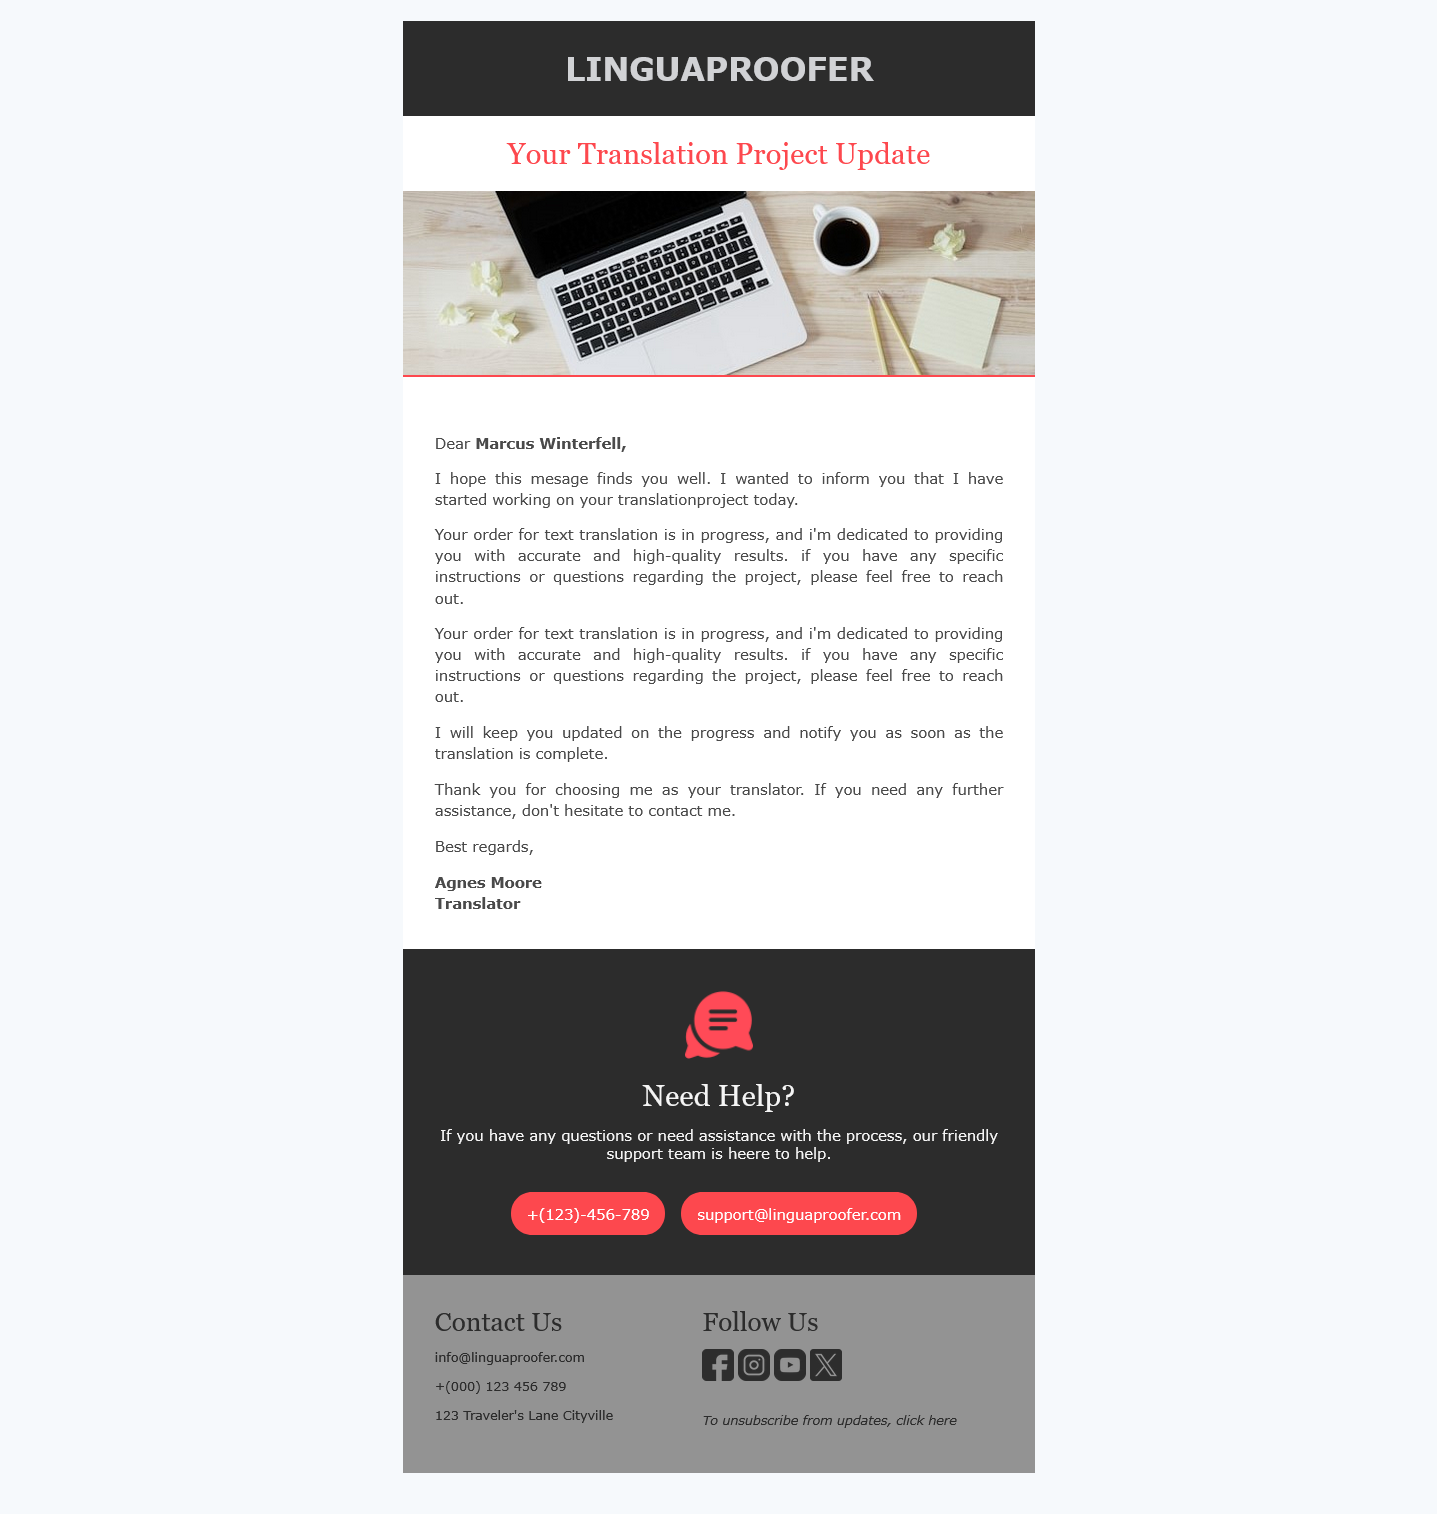 LINGUAPROOFER
Your Translation Project Update
Dear Marcus Winterfell,
I hope this mesage finds you well. I wanted to inform you that I have
started working on your translationproject today.
Your order for text translation is in progress, and i'm dedicated to providing
you with accurate and high-quality results. if you have any specific
instructions or questions regarding the project, please feel free to reach
out.
Your order for text translation is in progress, and i'm dedicated to providing
you with accurate and high-quality results. if you have any specific
instructions or questions regarding the project, please feel free to reach
out.
I will keep you updated on the progress and notify you as soon as the
translation is complete.
Thank you for choosing me as your translator. If you need any further
assistance, don't hesitate to contact me.
Best regards,
Agnes Moore
Translator
Need Help?
If you have any questions or need assistance with the process, our friendly
support team is heere to help.
+(123)-456-789
support@linguaproofer.com
Contact Us
info@linguaproofer.com
+(000) 123 456 789
123 Traveler's Lane Cityville
Follow Us
To unsubscribe from updates, click here